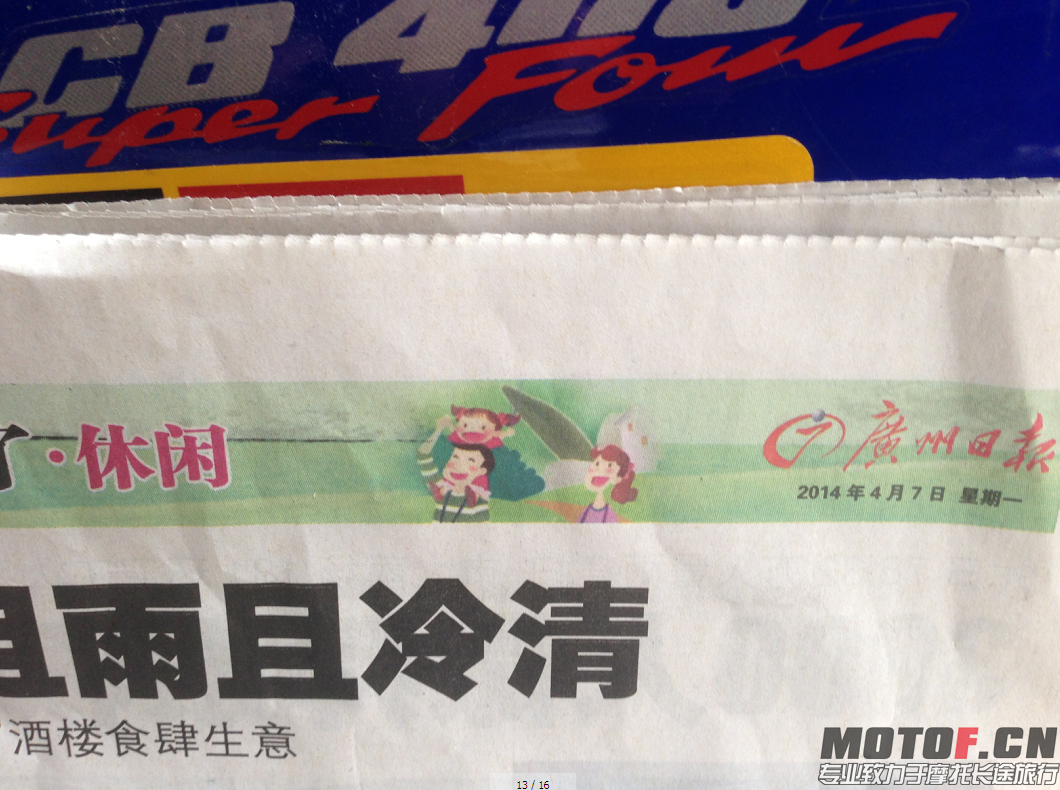 CB 400
Super Four
·休闲
廣州日报
2014年4月7日 星期一
且雨且冷清
酒楼食肆生意
MOTOF.CN
专业致力于摩托长途旅行
13 / 16